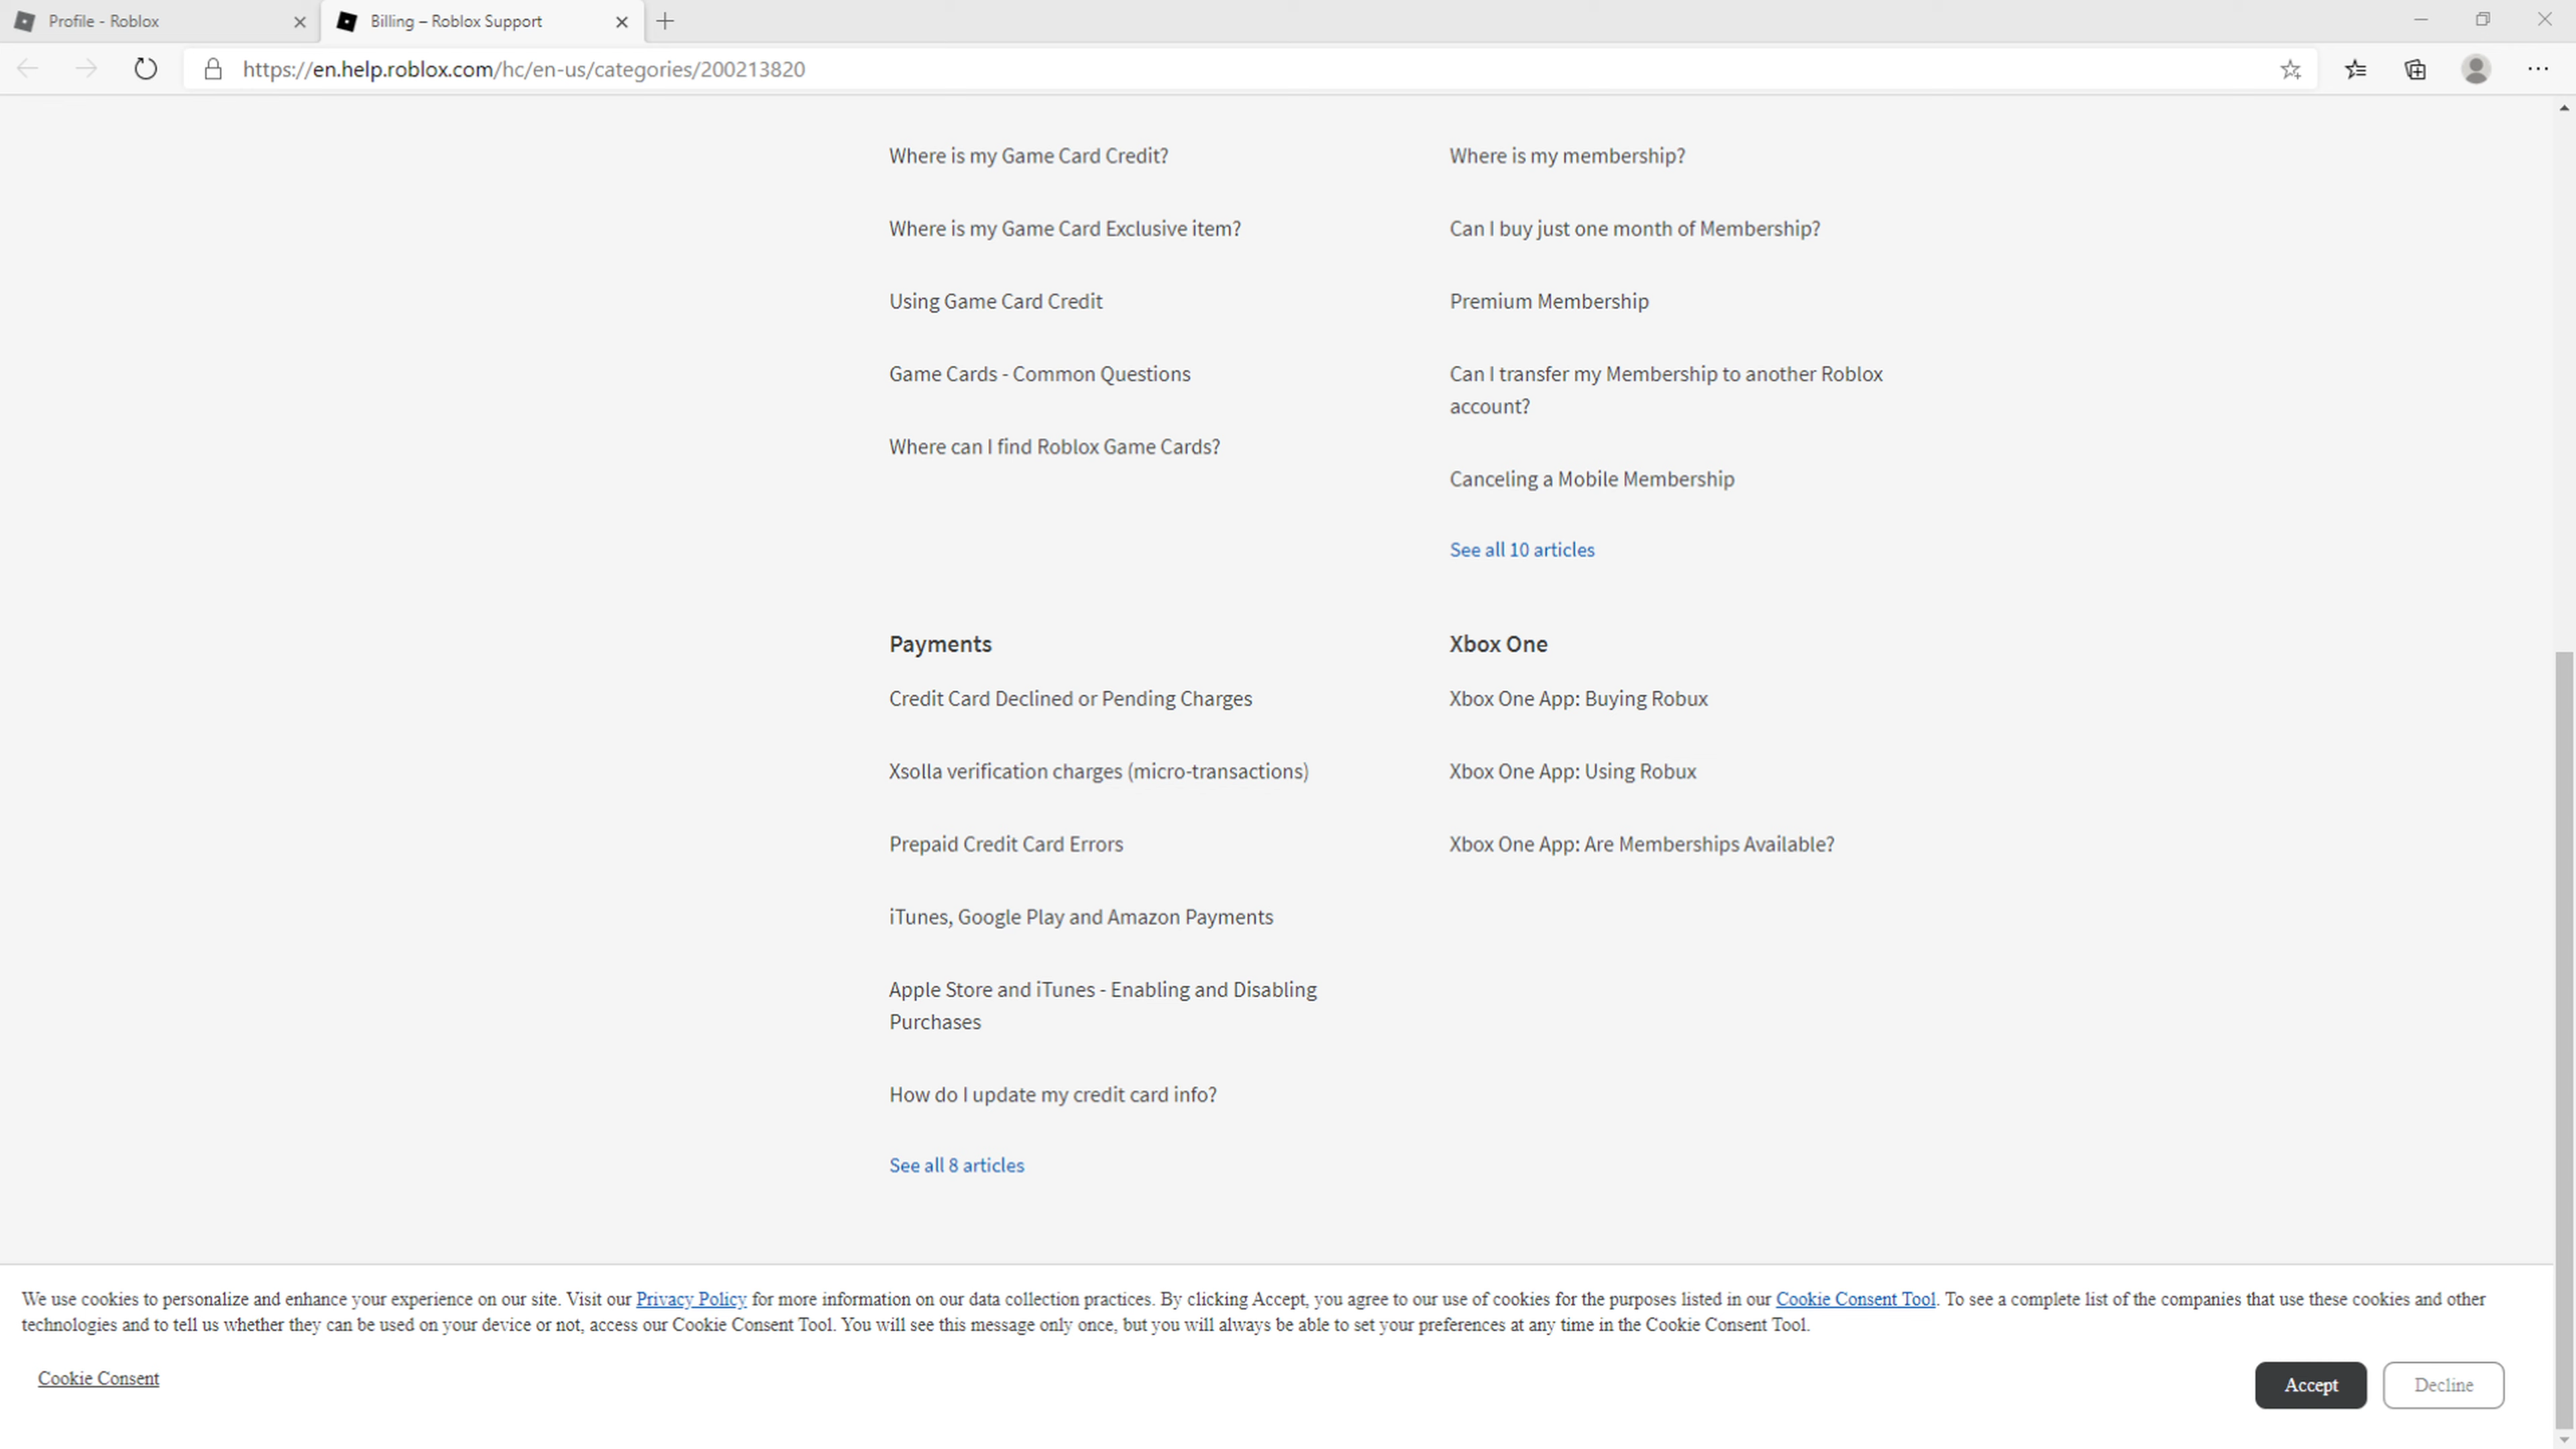 Profile - Roblox
Billing – Roblox Support
https://en.help.roblox.com/hc/en-us/categories/200213820
Where is my Game Card Credit?
Where is my Game Card Exclusive item?
Using Game Card Credit
Game Cards - Common Questions
Where can I find Roblox Game Cards?
Where is my membership?
Can I buy just one month of Membership?
Premium Membership
Can I transfer my Membership to another Roblox
account?
Canceling a Mobile Membership
See all 10 articles
Payments
Credit Card Declined or Pending Charges
Xsolla verification charges (micro-transactions)
Prepaid Credit Card Errors
iTunes, Google Play and Amazon Payments
Apple Store and iTunes - Enabling and Disabling
Purchases
How do I update my credit card info?
See all 8 articles
Xbox One
Xbox One App: Buying Robux
Xbox One App: Using Robux
Xbox One App: Are Memberships Available?
We use cookies to personalize and enhance your experience on our site. Visit our Privacy Policy for more information on our data collection practices. By clicking Accept, you agree to our use of cookies for the purposes listed in our Cookie Consent Tool. To see a complete list of the companies that use these cookies and other
technologies and to tell us whether they can be used on your device or not, access our Cookie Consent Tool. You will see this message only once, but you will always be able to set your preferences at any time in the Cookie Consent Tool.
Cookie Consent
Accept
Decline